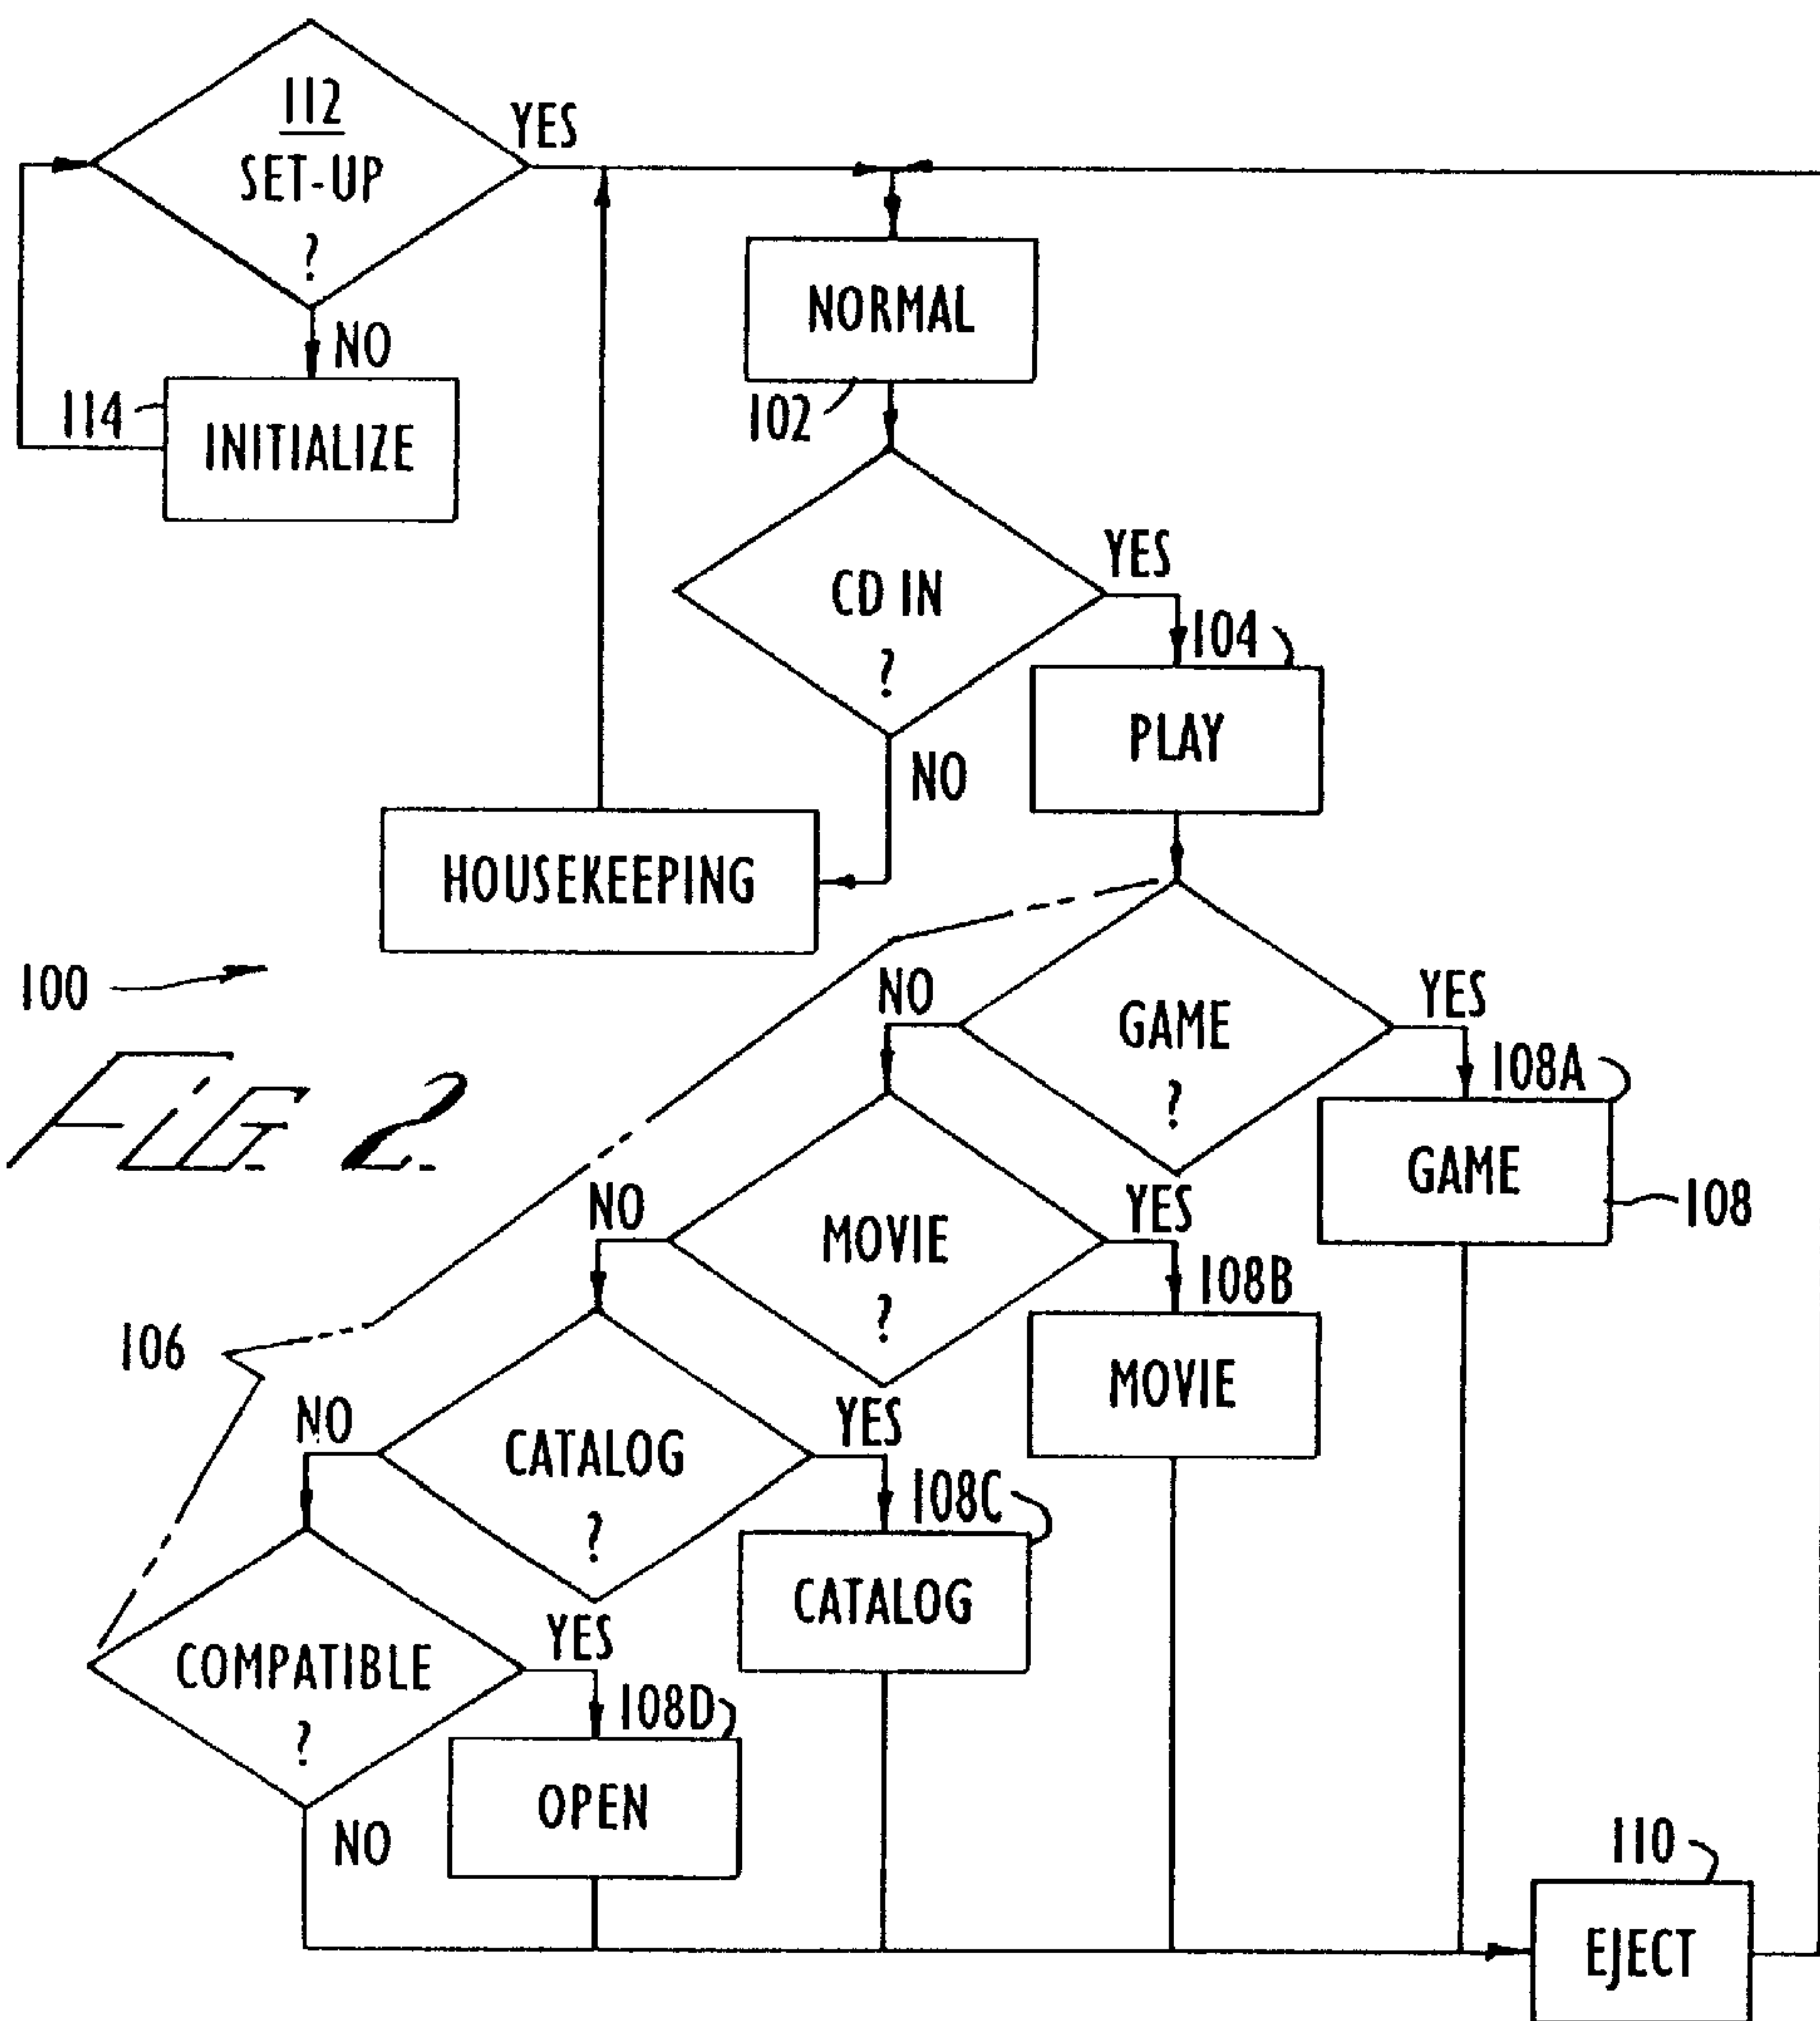 112
SET-UP
?
YES
NO
114
INITIALIZE
NORMAL
102
CD IN
?
YES
NO
104
PLAY
HOUSEKEEPING
100
FIG. 2.
GAME
?
NO
YES
108A
GAME
108
MOVIE
?
NO
YES
108B
MOVIE
106
CATALOG
?
NO
YES
108C
CATALOG
COMPATIBLE
?
YES
NO
108D
OPEN
110
EJECT